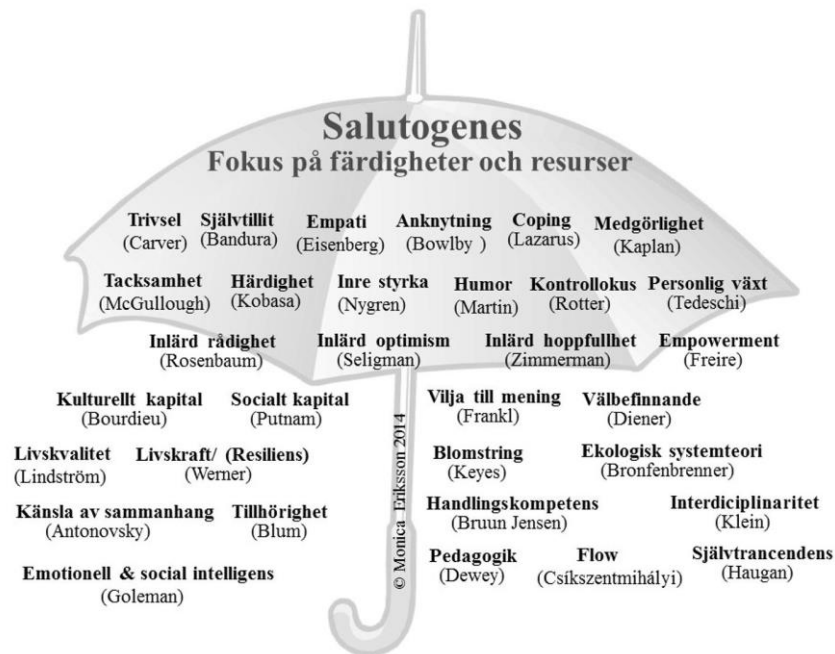 Salutogenes
Fokus på färdigheter och resurser
Trivsel Självtillit Empati Anknytning Coping Medgörlighet
(Carver) (Bandura) (Eisenberg) (Bowlby ) (Lazarus) (Kaplan)
Tacksamhet Härdighet Inre styrka Humor Kontrollokus Personlig växt
(McGullough) (Kobasa) (Nygren) (Martin) (Rotter) (Tedeschi)
Inlärd rådighet Inlärd optimism Inlärd hoppfullhet Empowerment
(Rosenbaum) (Seligman) (Zimmerman) (Freire)
Kulturellt kapital Socialt kapital Vilja till mening Välbefinnande
(Bourdieu) (Putnam) (Frankl) (Diener)
Livskvalitet Livskraft/ (Resiliens) Blomstring Ekologisk systemteori
(Lindström) (Werner) (Keyes) (Bronfenbrenner)
Känsla av sammanhang Tillhörighet Handlingskompetens Interdiciplinaritet
(Antonovsky) (Blum) (Bruun Jensen) (Klein)
Emotionell & social intelligens Pedagogik Flow Självtrancendens
(Goleman) (Dewey) (Csíkszentmihályi) (Haugan)
© Monica Eriksson 2014